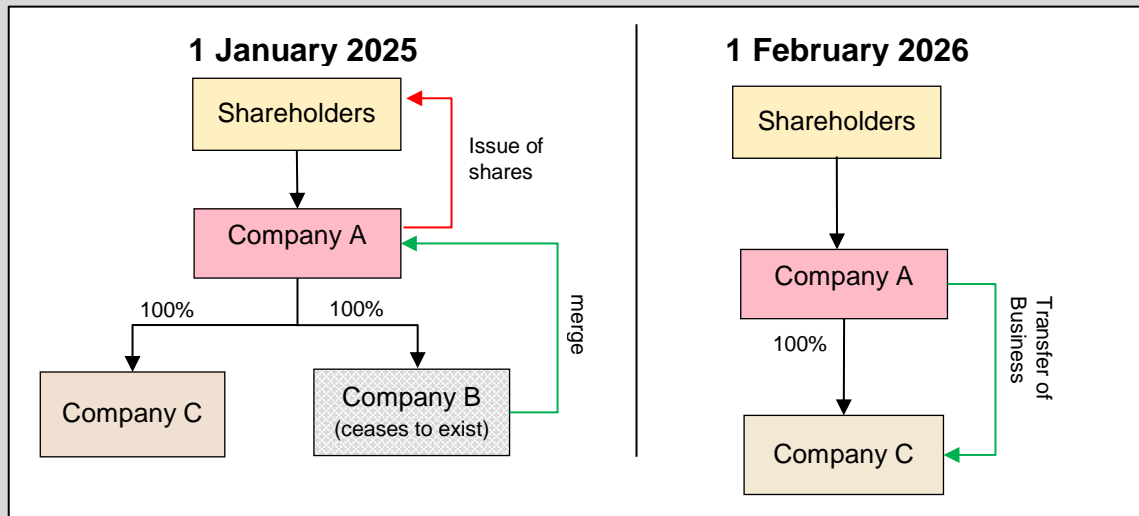 1 January 2025
Shareholders
Issue of
shares
Company A
100%
100%
merge
Company C
Company B
(ceases to exist)
1 February 2026
Shareholders
Company A
100%
Transfer of
Business
Company C